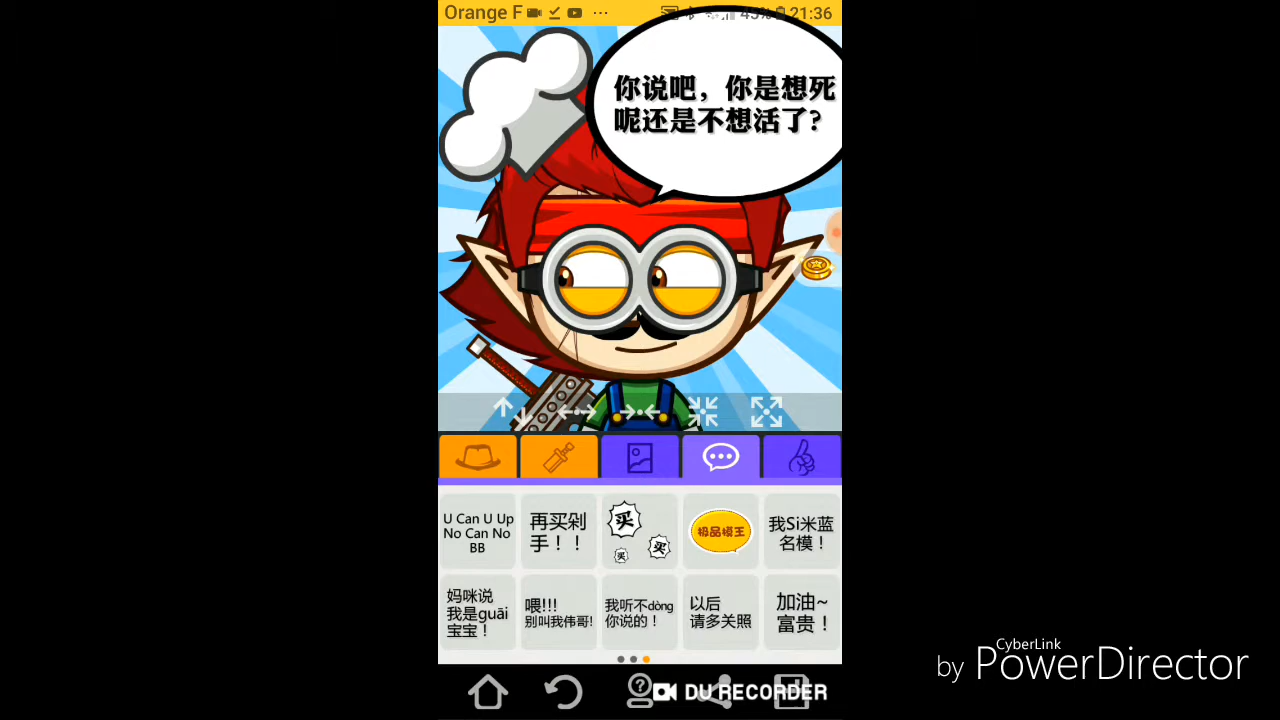 Orange F ... 45% 21:36
你说吧，你是想死
呢还是不想活了?
U Can U Up
No Can No
BB
再买剁
手！！
买
买
买
极品模王
我Si米蓝
名模！
妈咪说
我是guāi
宝宝！
喂!!!
别叫我伟哥!
我听不dòng
你说的！
以后
请多关照
加油~
富贵！
DU RECORDER
CyberLink
by PowerDirector